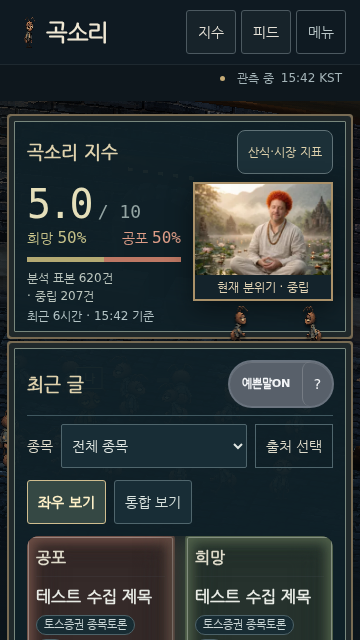 곡소리
지수
피드
메뉴
관측 중 15:42 KST
곡소리 지수
산식·시장 지표
5.0 / 10
희망 50%
공포 50%
분석 표본 620건
· 중립 207건
최근 6시간 · 15:42 기준
현재 분위기 · 중립
최근 글
예쁜말ON
?
종목
전체 종목
출처 선택
좌우 보기
통합 보기
공포
테스트 수집 제목
토스증권 종목토론
희망
테스트 수집 제목
토스증권 종목토론